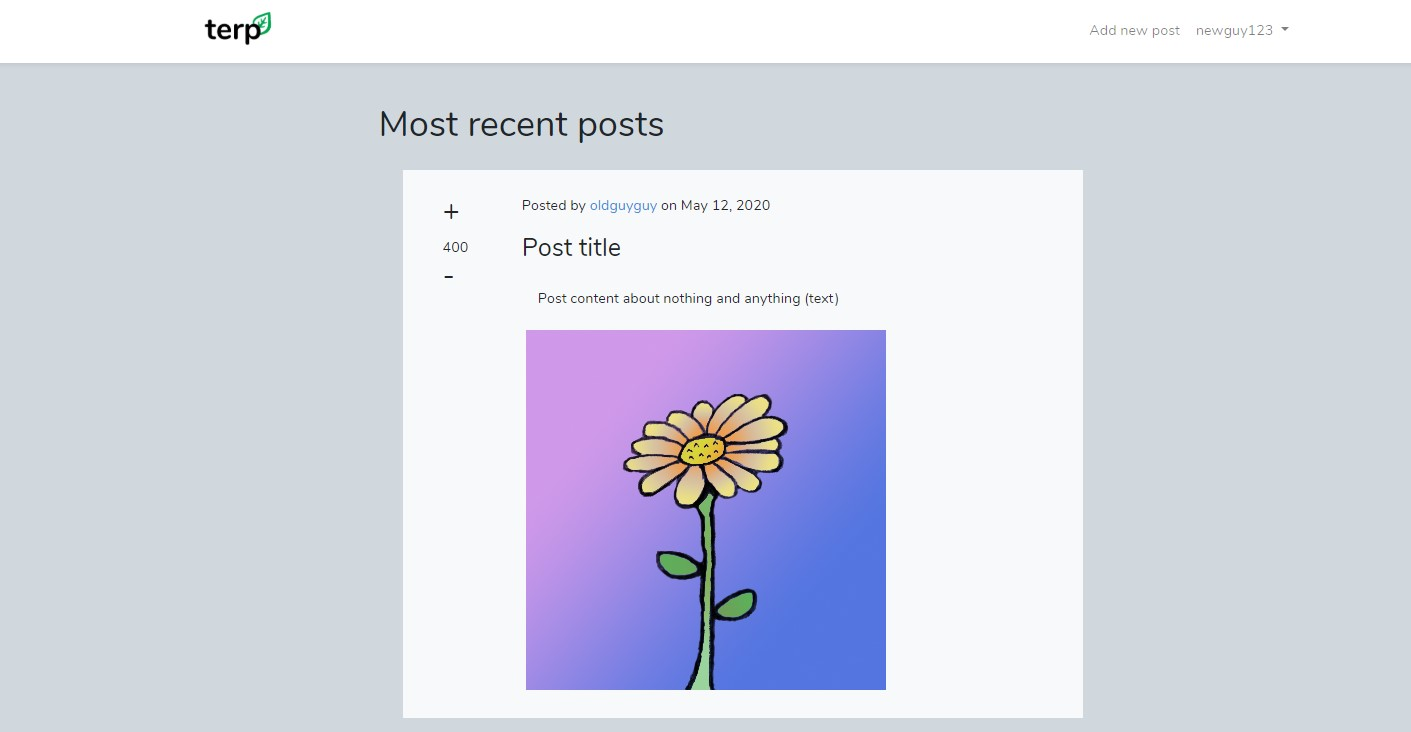 terp
Add new post newguy123
Most recent posts
+
Posted by oldguyguy on May 12, 2020
400
Post title
-
Post content about nothing and anything (text)